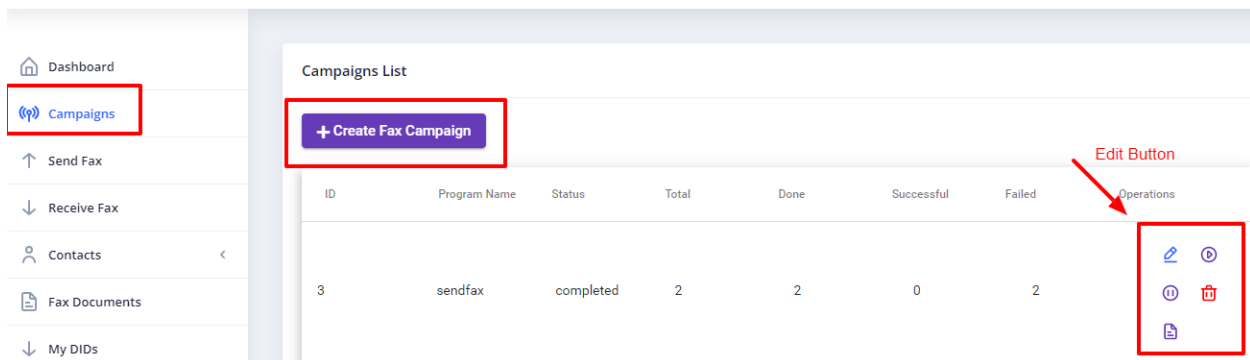 Dashboard
Campaigns
Send Fax
Receive Fax
Contacts
Fax Documents
My DIDs
Campaigns List
+ Create Fax Campaign
Edit Button
ID Program Name Status Total Done Successful Failed Operations
3 sendfax completed 2 2 0 2